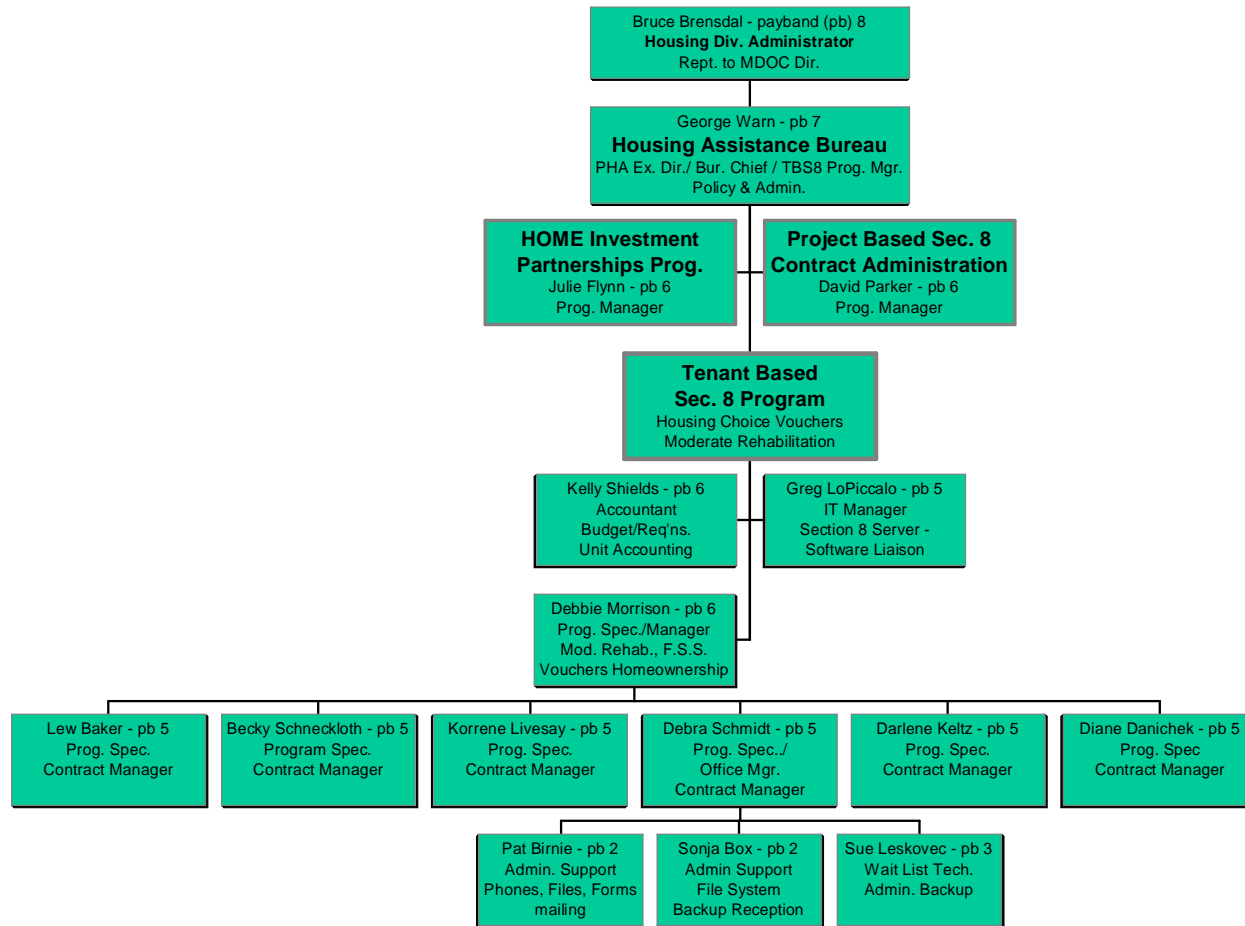 Bruce Brensdal - payband (pb) 8
Housing Div. Administrator
Rept. to MDOC Dir.
George Warn - pb 7
Housing Assistance Bureau
PHA Ex. Dir./ Bur. Chief / TBS8 Prog. Mgr.
Policy & Admin.
HOME Investment
Partnerships Prog.
Julie Flynn - pb 6
Prog. Manager
Project Based Sec. 8
Contract Administration
David Parker - pb 6
Prog. Manager
Tenant Based
Sec. 8 Program
Housing Choice Vouchers
Moderate Rehabilitation
Kelly Shields - pb 6
Accountant
Budget/Req'ns.
Unit Accounting
Greg LoPiccalo - pb 5
IT Manager
Section 8 Server -
Software Liaison
Debbie Morrison - pb 6
Prog. Spec./Manager
Mod. Rehab., F.S.S.
Vouchers Homeownership
Lew Baker - pb 5
Prog. Spec.
Contract Manager
Becky Schneckloth - pb 5
Program Spec.
Contract Manager
Korrene Livesay - pb 5
Prog. Spec.
Contract Manager
Debra Schmidt - pb 5
Prog. Spec../
Office Mgr.
Contract Manager
Darlene Keltz - pb 5
Prog. Spec.
Contract Manager
Diane Danichek - pb 5
Prog. Spec
Contract Manager
Pat Birnie - pb 2
Admin. Support
Phones, Files, Forms
mailing
Sonja Box - pb 2
Admin Support
File System
Backup Reception
Sue Leskovec - pb 3
Wait List Tech.
Admin. Backup